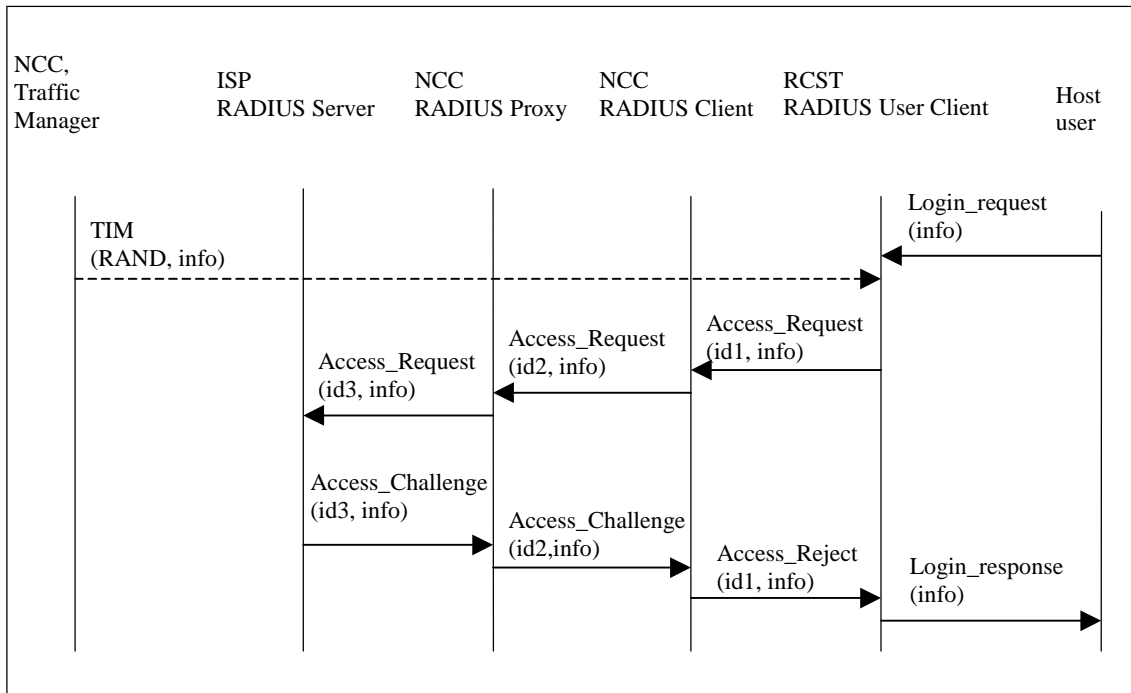 NCC,
Traffic
Manager
ISP
RADIUS Server
NCC
RADIUS Proxy
NCC
RADIUS Client
RCST
RADIUS User Client
Host
user
Login_request
(info)
TIM
(RAND, info)
Access_Request
(id1, info)
Access_Request
(id2, info)
Access_Request
(id3, info)
Access_Challenge
(id3, info)
Access_Challenge
(id2,info)
Access_Reject
(id1, info)
Login_response
(info)